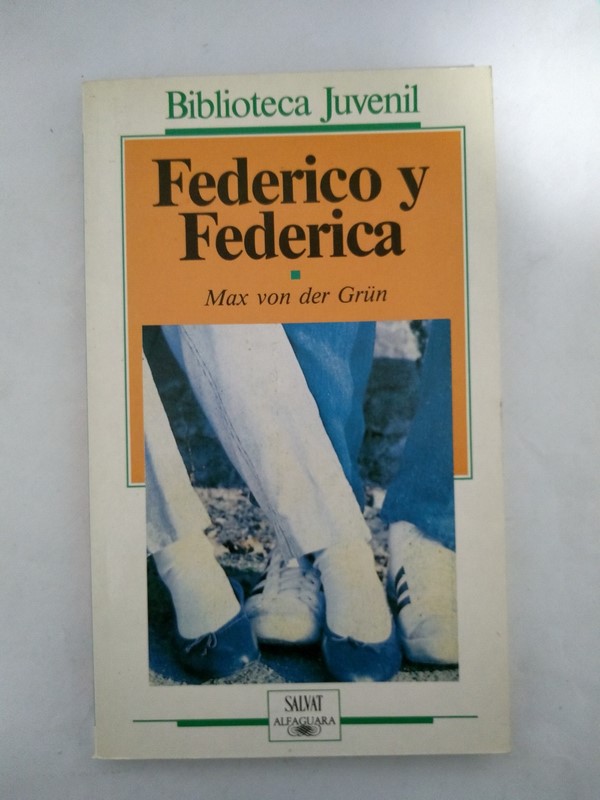 Biblioteca Juvenil
Federico y
Federica
Max von der Grün
SALVAT
ALFAGUARA